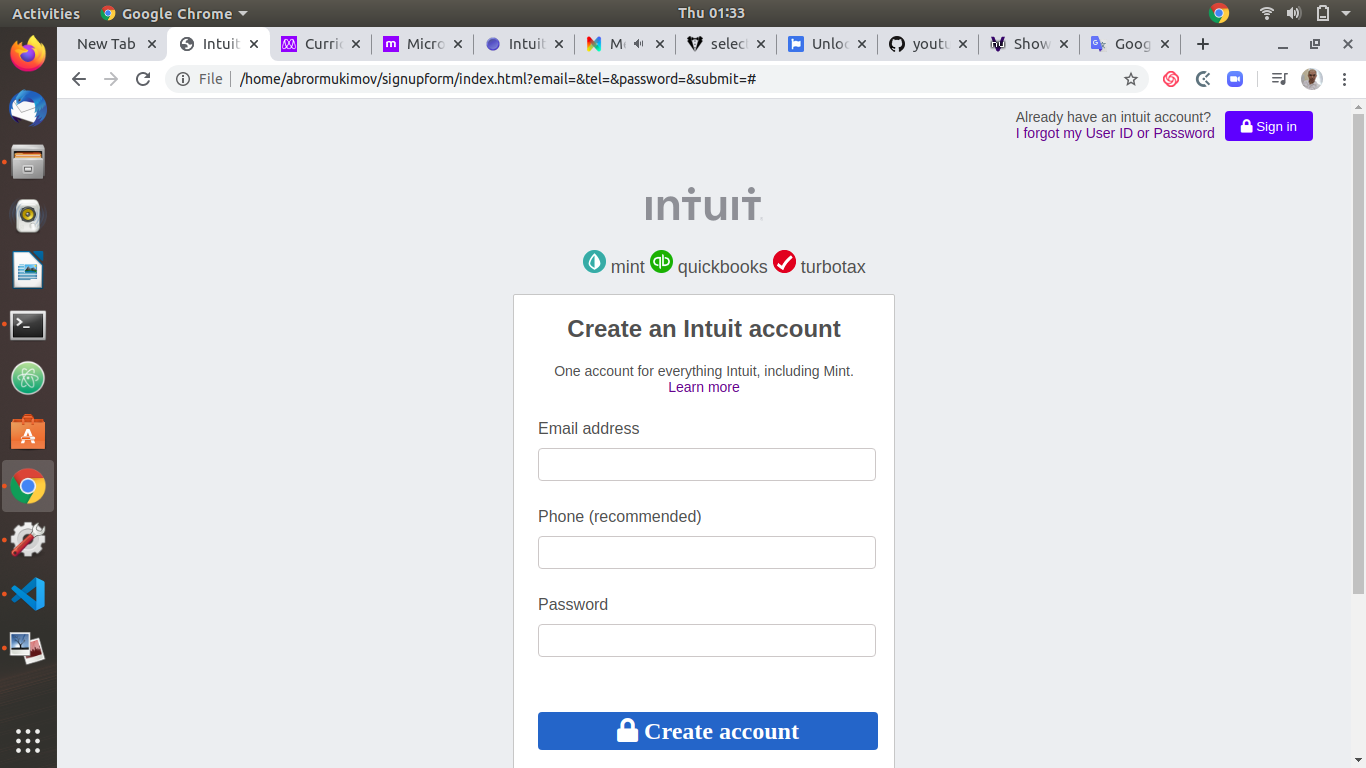 Activities Google Chrome Thu 01:33
New Tab Intuit Curric Micro Intuit Me select Unloc youtu Show Goog
File /home/abrormukimov/signupform/index.html?email=&tel=&password=&submit=#
Already have an intuit account?
I forgot my User ID or Password
Sign in
intuit
mint qb quickbooks turbotax
Create an Intuit account
One account for everything Intuit, including Mint.
Learn more
Email address
Phone (recommended)
Password
Create account